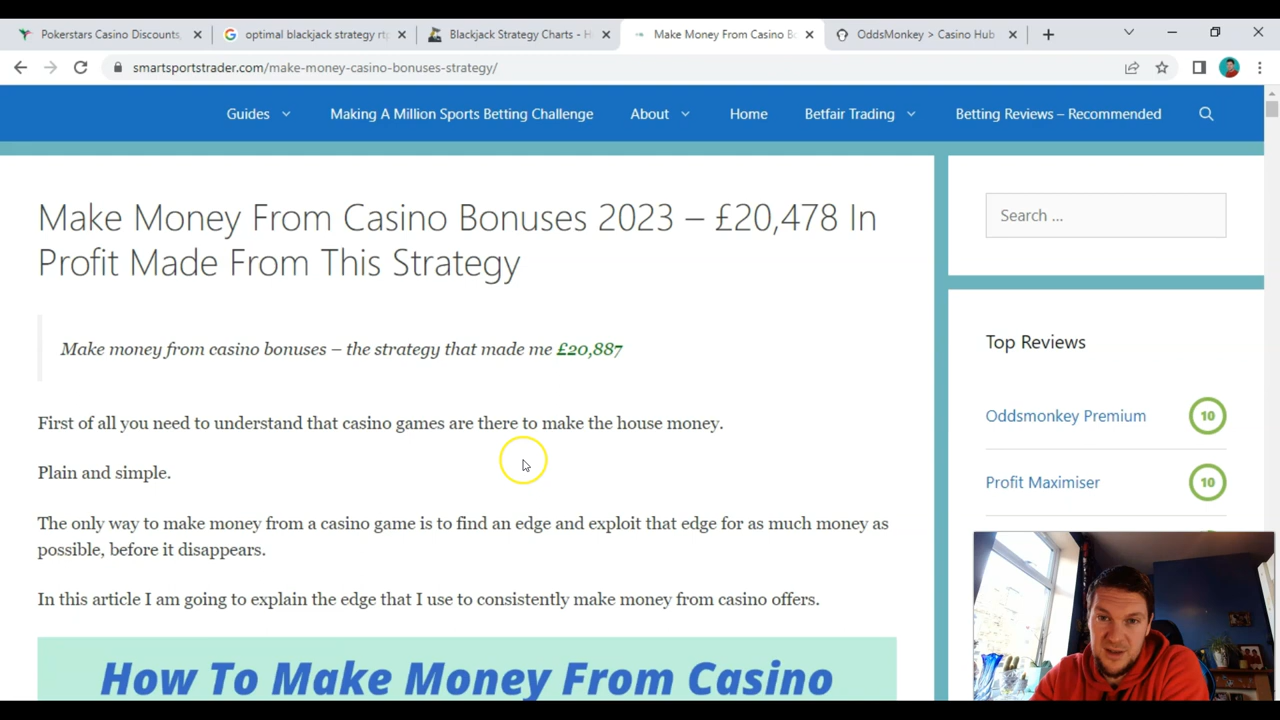 Pokerstars Casino Discounts,
optimal blackjack strategy rtp
Blackjack Strategy Charts - H
Make Money From Casino B
OddsMonkey > Casino Hub
smartsportstrader.com/make-money-casino-bonuses-strategy/
Guides
Making A Million Sports Betting Challenge
About
Home
Betfair Trading
Betting Reviews – Recommended
Make Money From Casino Bonuses 2023 – £20,478 In
Profit Made From This Strategy
Search ...
Make money from casino bonuses – the strategy that made me £20,887
First of all you need to understand that casino games are there to make the house money.
Plain and simple.
The only way to make money from a casino game is to find an edge and exploit that edge for as much money as
possible, before it disappears.
In this article I am going to explain the edge that I use to consistently make money from casino offers.
How To Make Money From Casino
Top Reviews
Oddsmonkey Premium
10
Profit Maximiser
10